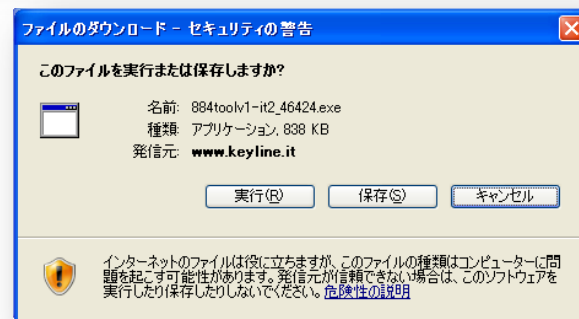 ファイルのダウンロード - セキュリティの警告
このファイルを実行または保存しますか?
名前: 884toolv1-it2_46424.exe
種類: アプリケーション, 838 KB
発信元: www.keyline.it
実行(R) 保存(S) キャンセル
インターネットのファイルは役に立ちますが、このファイルの種類はコンピューターに問
題を起こす可能性があります。発信元が信頼できない場合は、このソフトウェアを
実行したり保存したりしないでください。危険性の説明